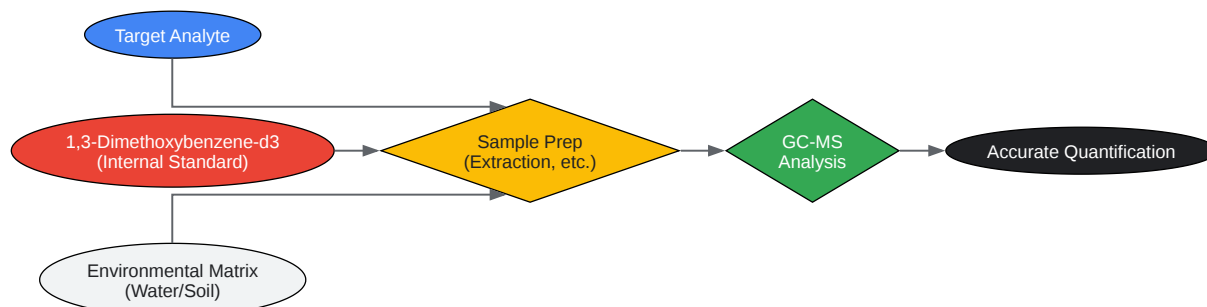 Target Analyte
1,3-Dimethoxybenzene-d3
(Internal Standard)
Environmental Matrix
(Water/Soil)
Sample Prep
(Extraction, etc.)
GC-MS
Analysis
Accurate Quantification